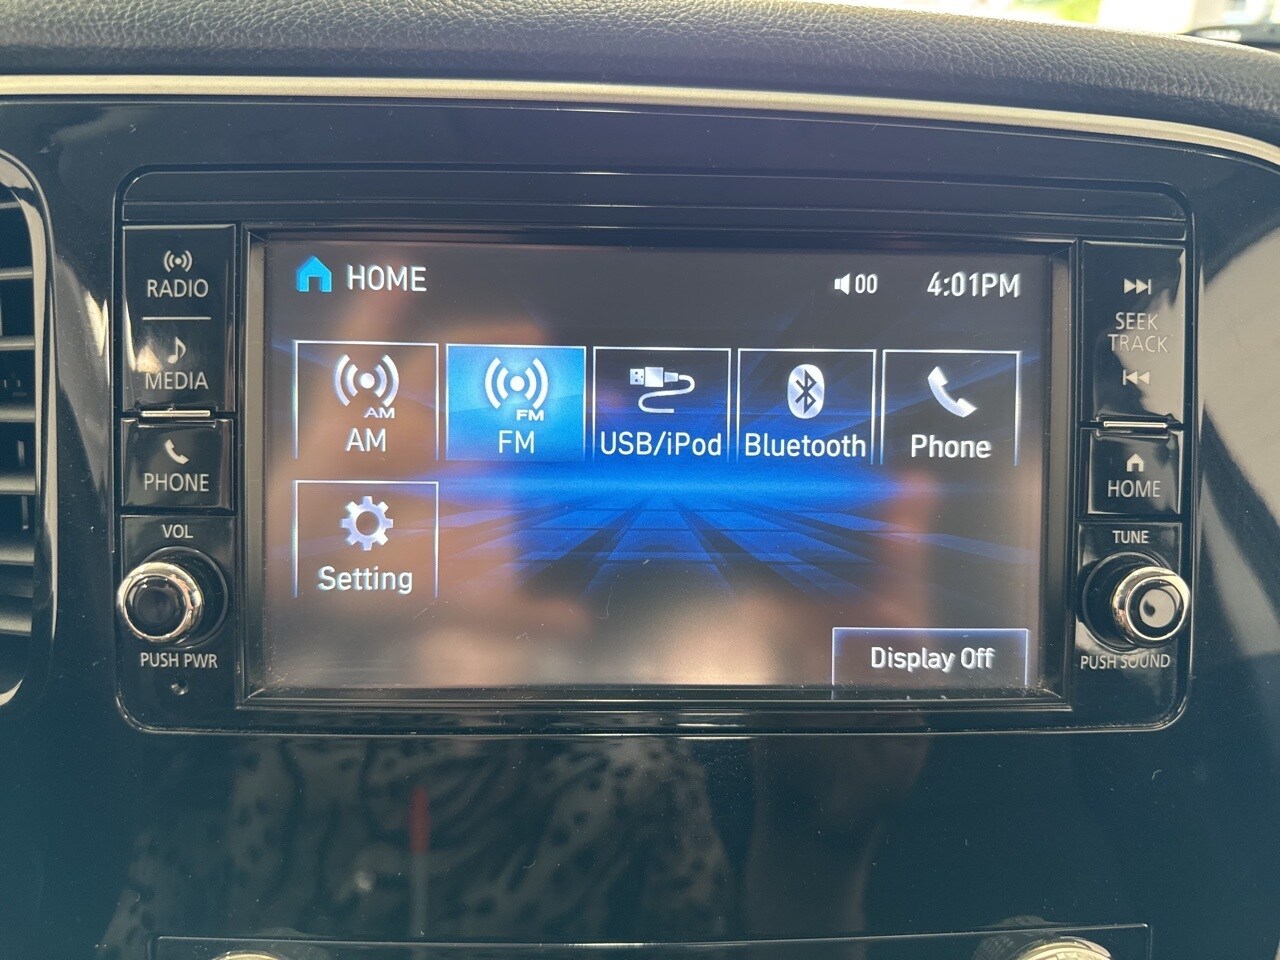 RADIO
MEDIA
PHONE
VOL
PUSH PWR
HOME
00
4:01PM
AM
AM
FM
FM
USB/iPod
Bluetooth
Phone
Setting
Display Off
SEEK
TRACK
HOME
TUNE
PUSH SOUND